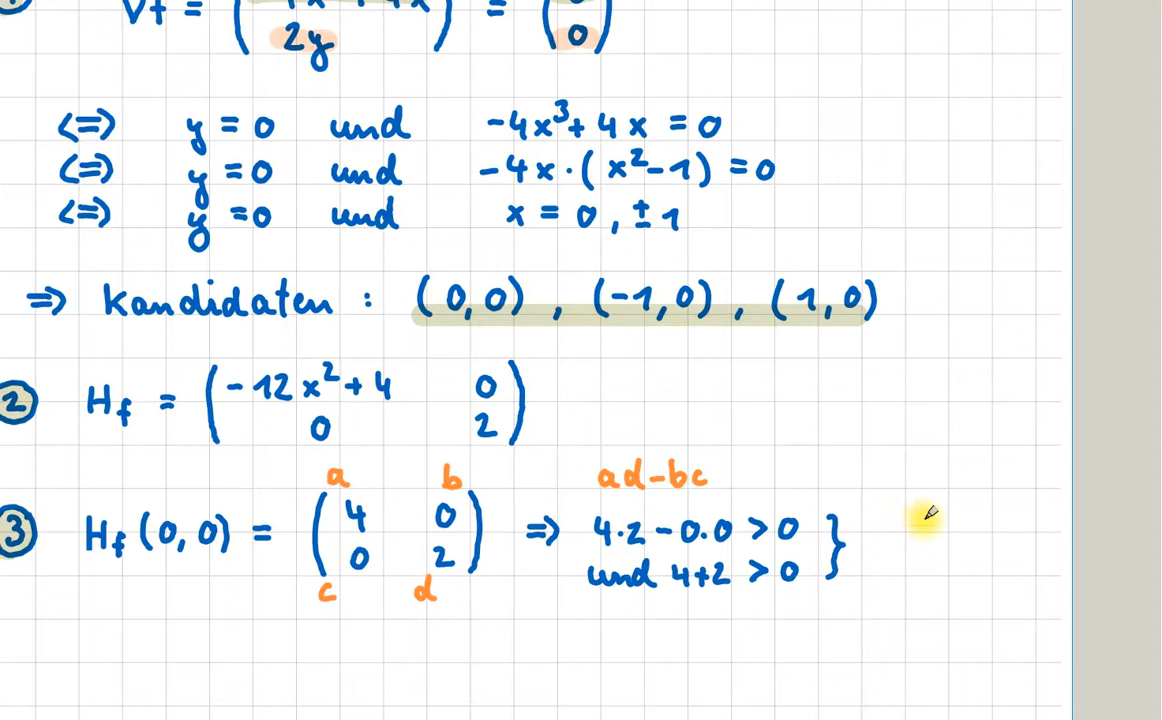 ∇f = ( ) = ( )
2y 0
<=> y = 0 und -4x³ + 4x = 0
<=> y = 0 und -4x · (x² - 1) = 0
<=> y = 0 und x = 0, ± 1
=> Kandidaten : (0,0) , (-1,0) , (1,0)
2 H_f = ( -12x² + 4 0
0 2 )
a b ad-bc
3 H_f (0,0) = ( 4 0
0 2 ) => 4·2 - 0·0 > 0 }
und 4+2 > 0
c d